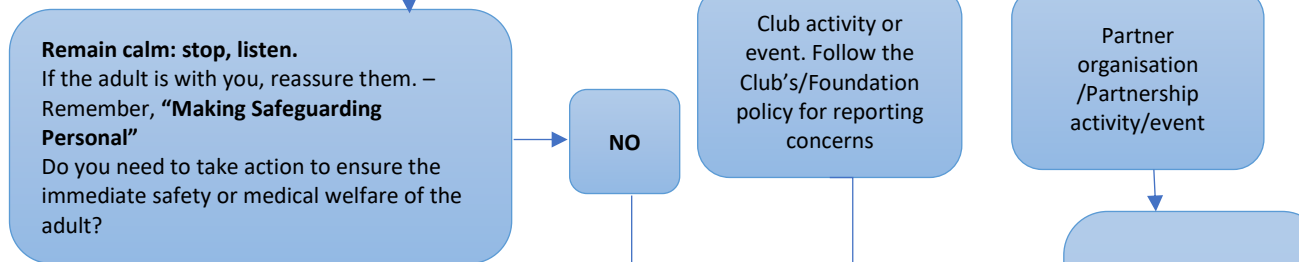 Remain calm: stop, listen.
If the adult is with you, reassure them. –
Remember, “Making Safeguarding
Personal”
Do you need to take action to ensure the
immediate safety or medical welfare of the
adult?
NO
Club activity or
event. Follow the
Club’s/Foundation
policy for reporting
concerns
Partner
organisation
/Partnership
activity/event